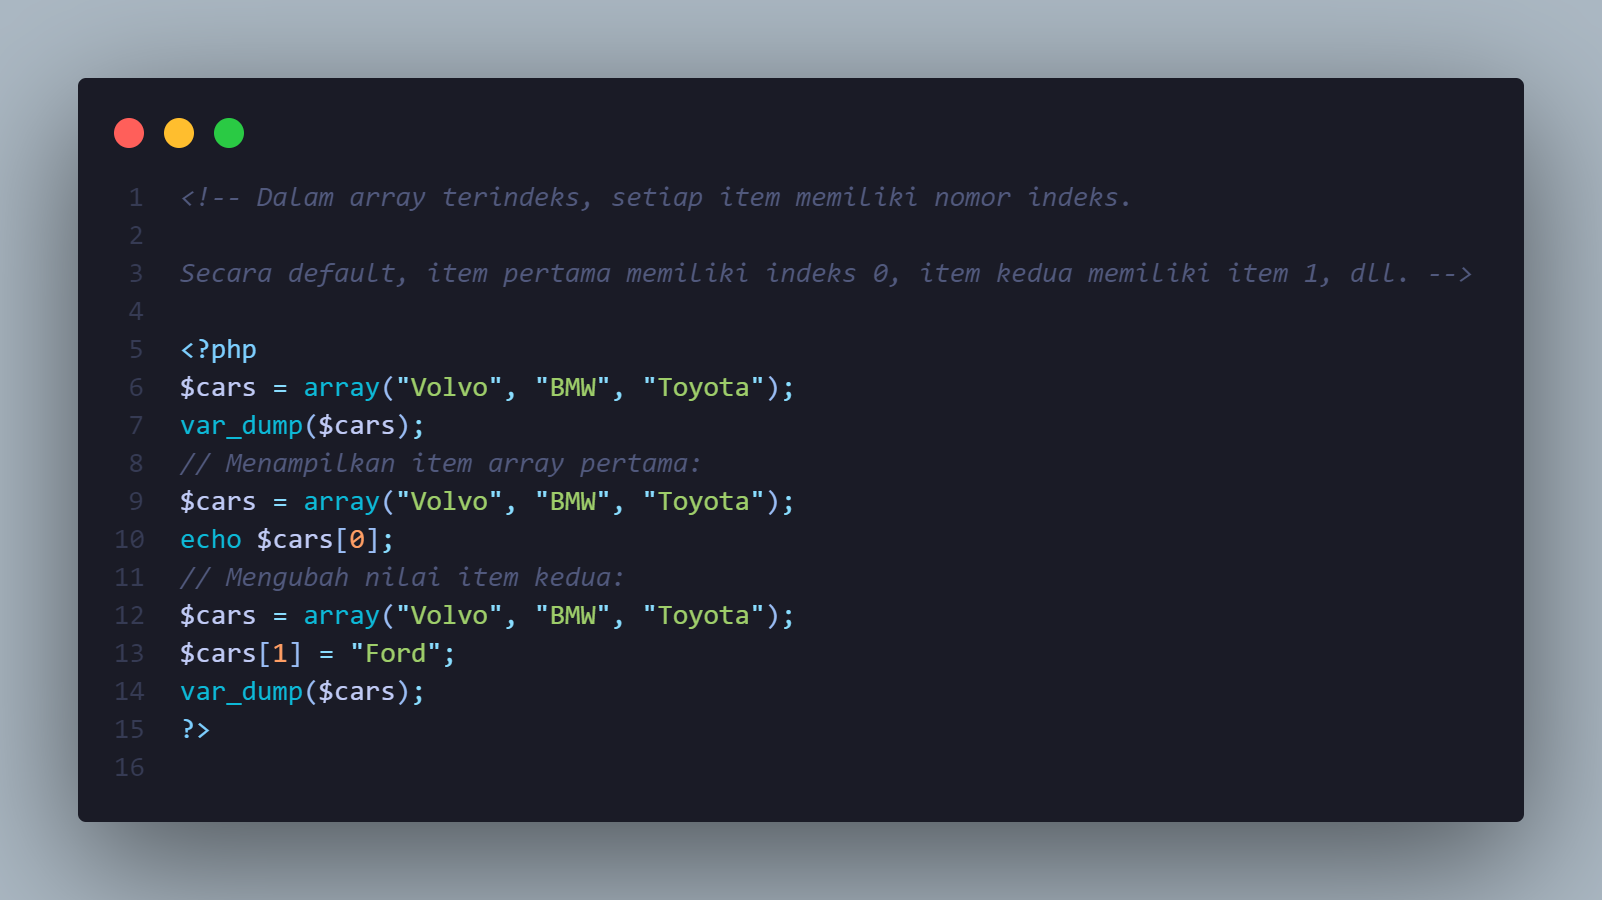 1 <!-- Dalam array terindeks, setiap item memiliki nomor indeks.
2
3 Secara default, item pertama memiliki indeks 0, item kedua memiliki item 1, dll. -->
4
5 <?php
6 $cars = array("Volvo", "BMW", "Toyota");
7 var_dump($cars);
8 // Menampilkan item array pertama:
9 $cars = array("Volvo", "BMW", "Toyota");
10 echo $cars[0];
11 // Mengubah nilai item kedua:
12 $cars = array("Volvo", "BMW", "Toyota");
13 $cars[1] = "Ford";
14 var_dump($cars);
15 ?>
16